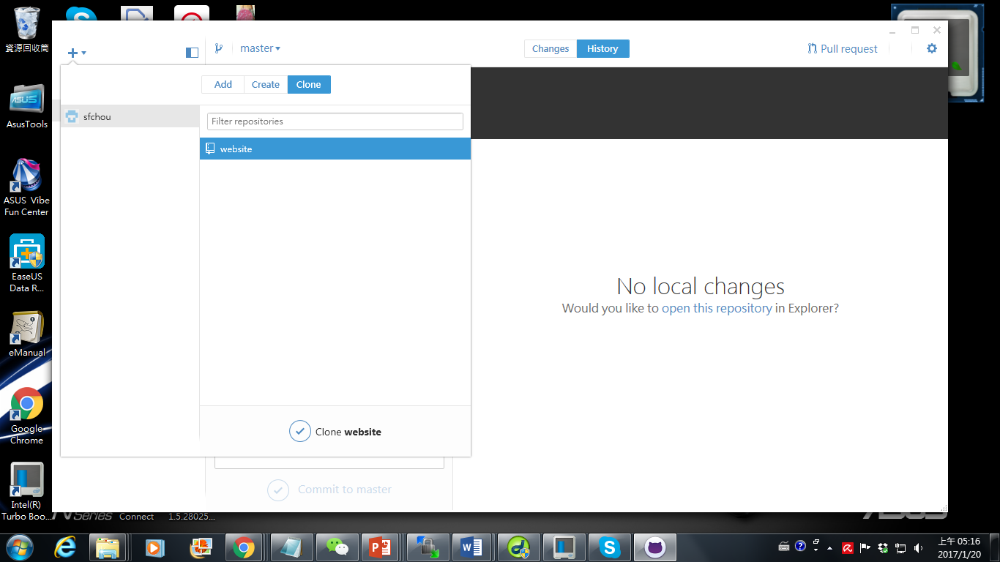 資源回收筒
AsusTools
ASUS Vibe
Fun Center
EaseUS
Data R...
eManual
Google
Chrome
Intel(R)
Turbo Boo...
master
Changes
History
Pull request
Add
Create
Clone
sfchou
Filter repositories
website
Clone website
No local changes
Would you like to open this repository in Explorer?
Commit to master
Series
Connect
1.5.28025...
上午 05:16
2017/1/20